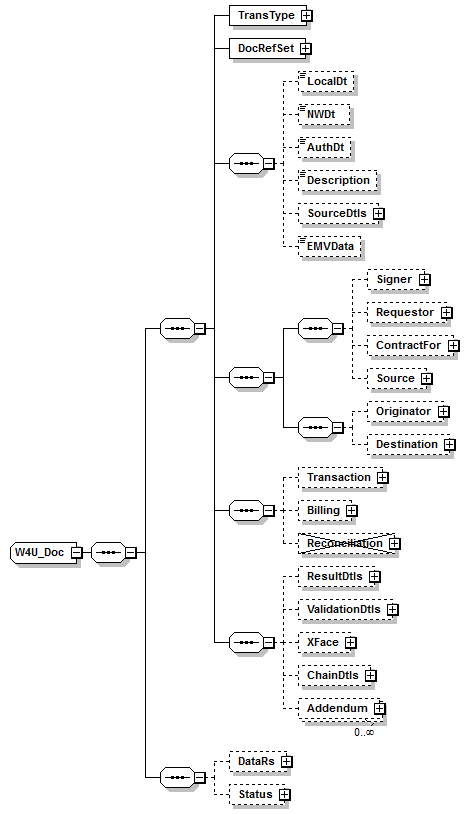 TransType
DocRefSet
LocalDt
NWDt
AuthDt
Description
SourceDtls
EMVData
Signer
Requestor
ContractFor
Source
Originator
Destination
Transaction
Billing
Reconciliation
W4U_Doc
ResultDtls
ValidationDtls
XFace
ChainDtls
Addendum
0..∞
DataRs
Status